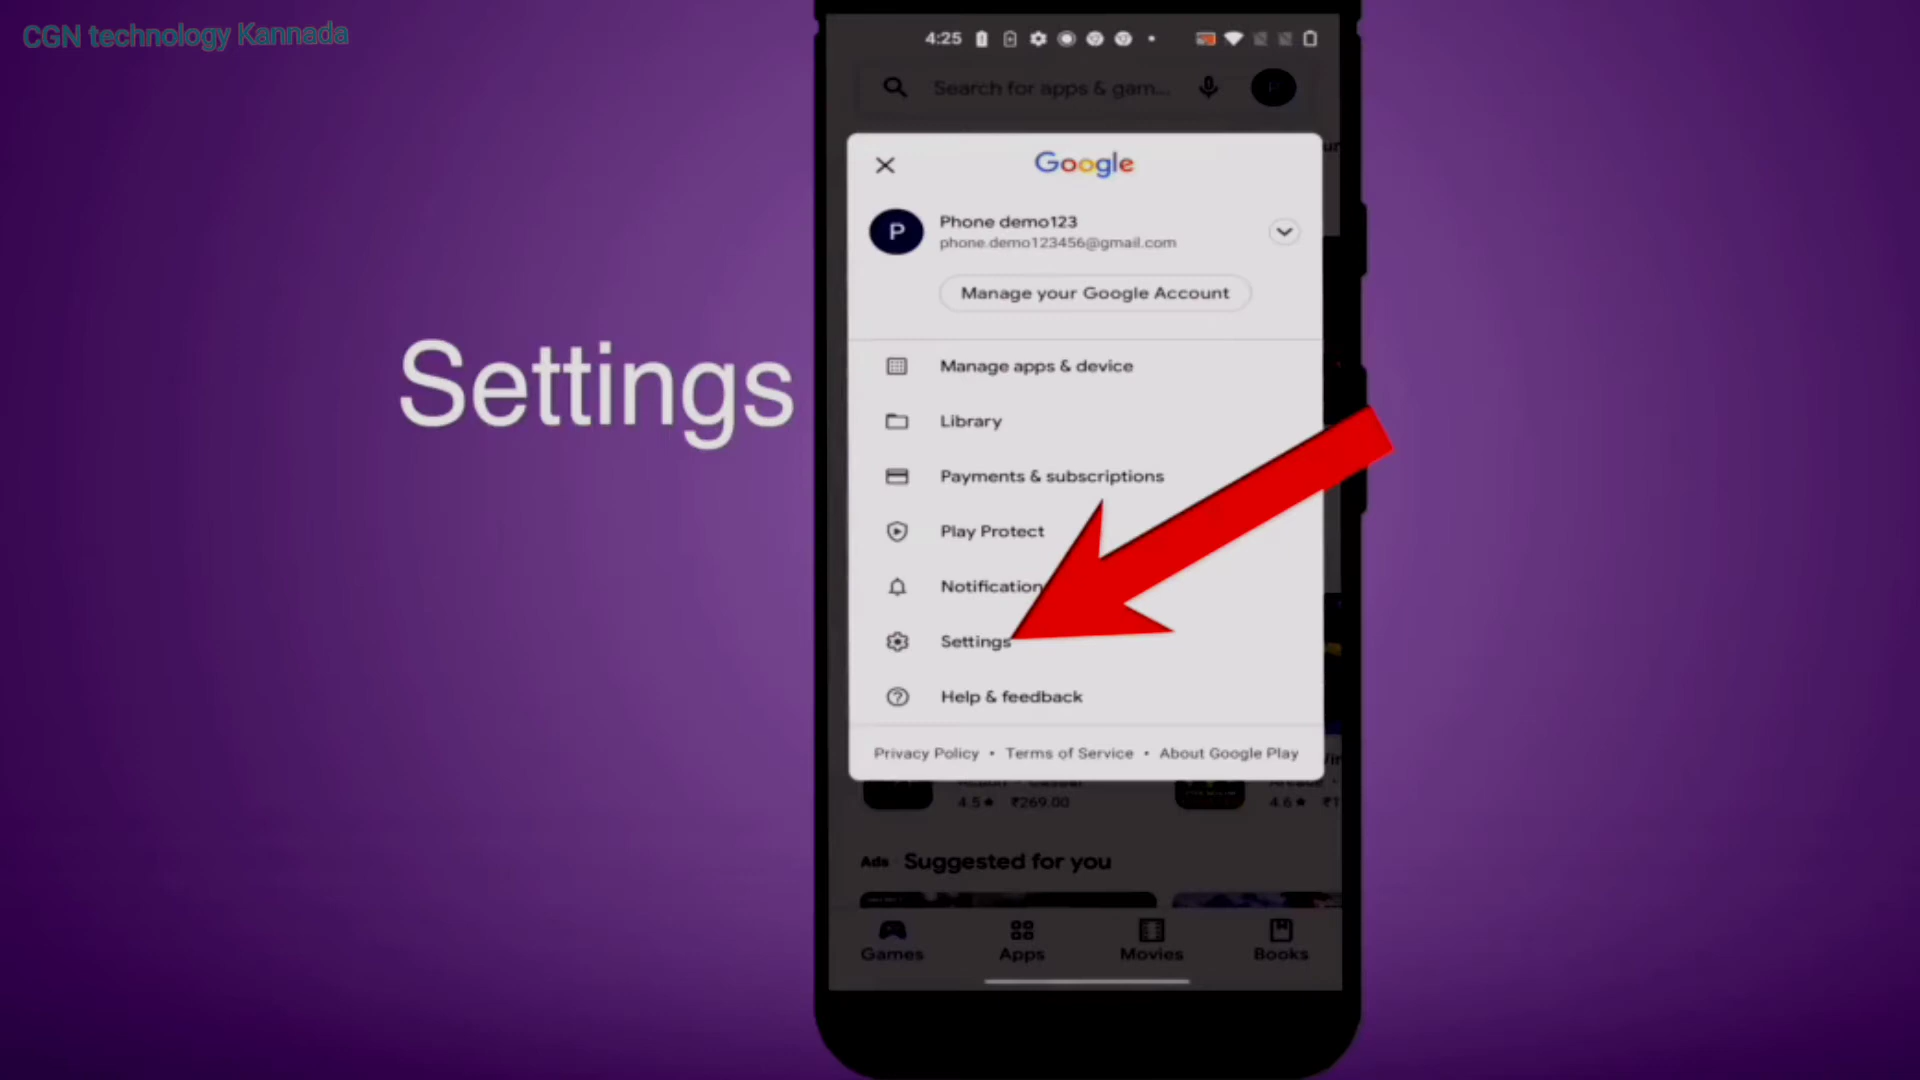 CGN technology Kannada
4:25
Search for apps & gam...
P
Google
Phone demo123
phone.demo123456@gmail.com
Manage your Google Account
Settings
Manage apps & device
Library
Payments & subscriptions
Play Protect
Notification
Settings
Help & feedback
Privacy Policy • Terms of Service • About Google Play
4.5★ ₹269.00
4.6★
Ads Suggested for you
Games Apps Movies Books